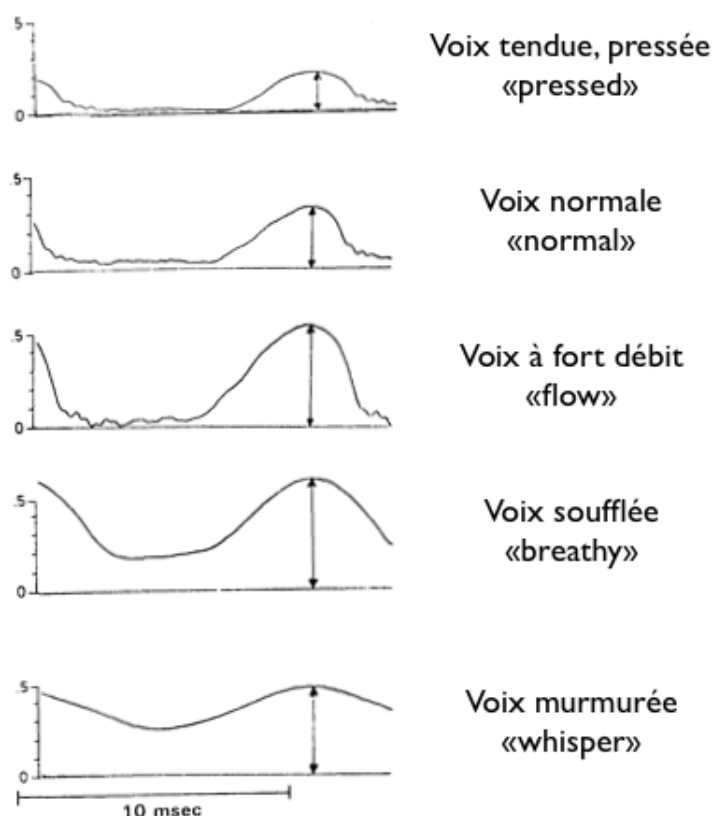 5
0
Voix tendue, pressée
«pressed»
.5
0
Voix normale
«normal»
.5
0
Voix à fort débit
«flow»
.5
0
Voix soufflée
«breathy»
.5
0
Voix murmurée
«whisper»
10 msec